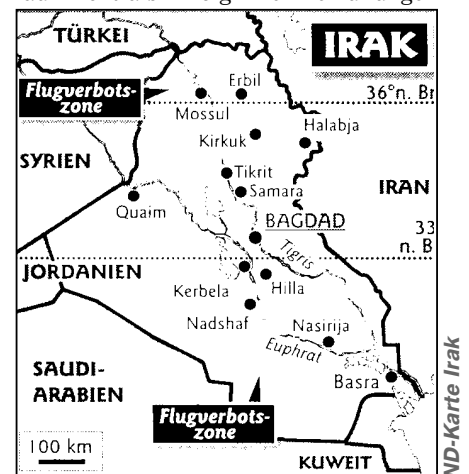 TÜRKEI
IRAK
Flugverbots-
zone
Erbil
36°n. Br
Mossul
Halabja
Kirkuk
SYRIEN
Tikrit
Samara
IRAN
Quaim
BAGDAD
33
n. B
Tigris
JORDANIEN
Kerbela
Hilla
Nadshaf
Nasirija
Euphrat
SAUDI-
ARABIEN
Basra
Flugverbots-
zone
100 km
KUWEIT
ND-Karte Irak